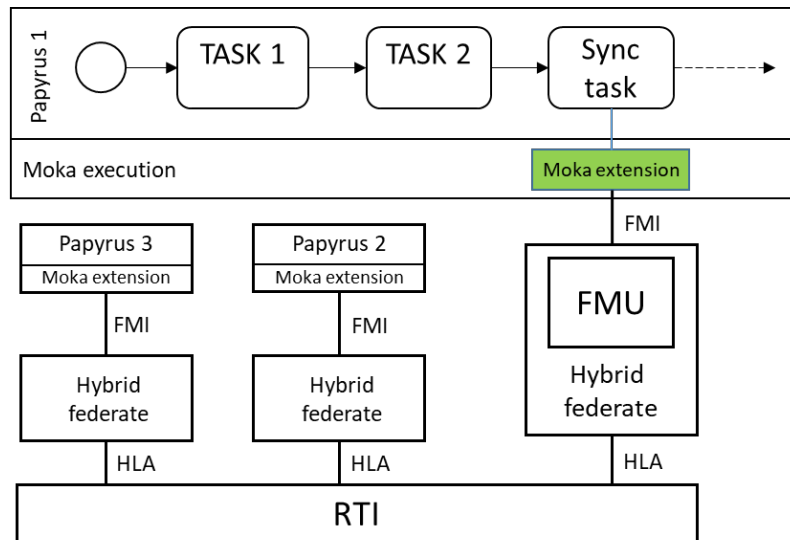 Papyrus 1
TASK 1
TASK 2
Sync
task
Moka execution
Moka extension
FMI
Papyrus 3
Moka extension
FMI
Hybrid
federate
HLA
Papyrus 2
Moka extension
FMI
Hybrid
federate
HLA
FMU
Hybrid
federate
HLA
RTI